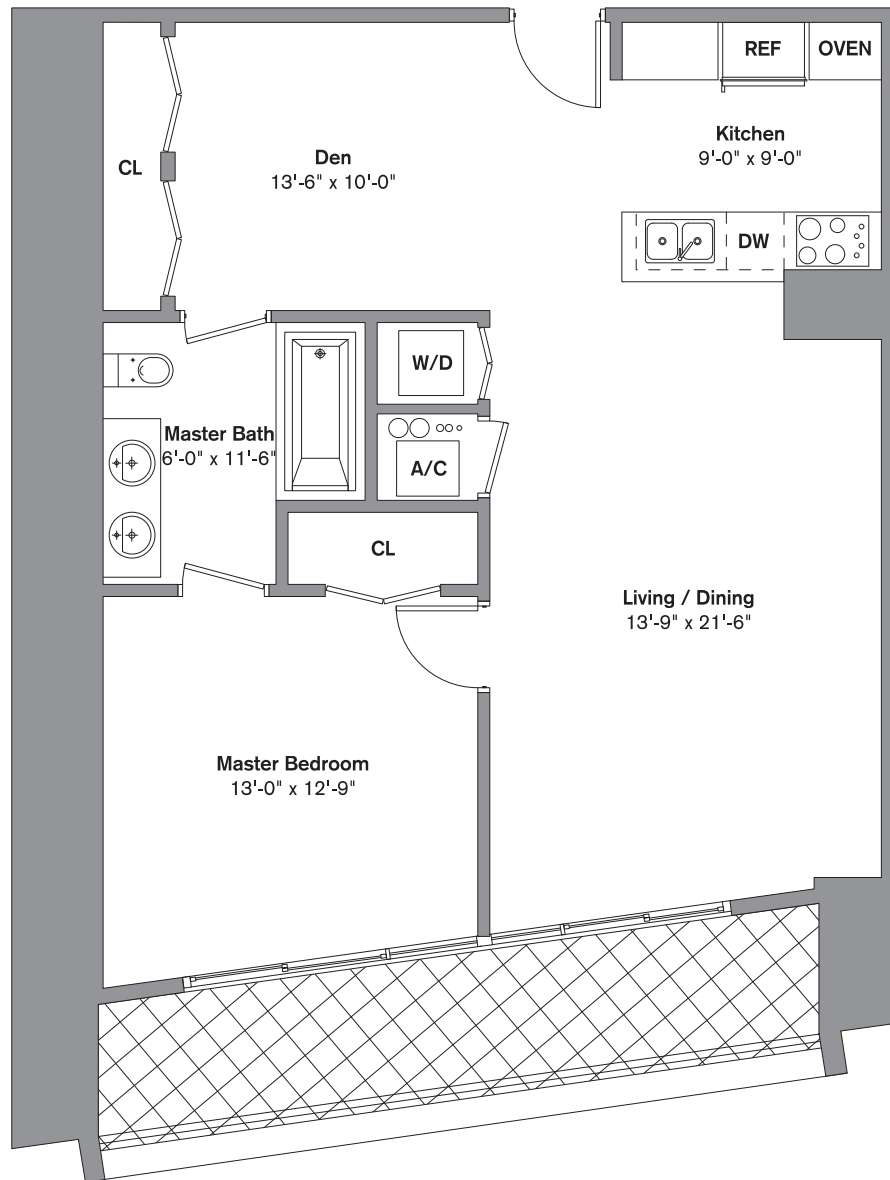 REF
OVEN
Kitchen
9'-0" x 9'-0"
Den
13'-6" x 10'-0"
CL
DW
W/D
Master Bath
6'-0" x 11'-6"
A/C
CL
Living / Dining
13'-9" x 21'-6"
Master Bedroom
13'-0" x 12'-9"